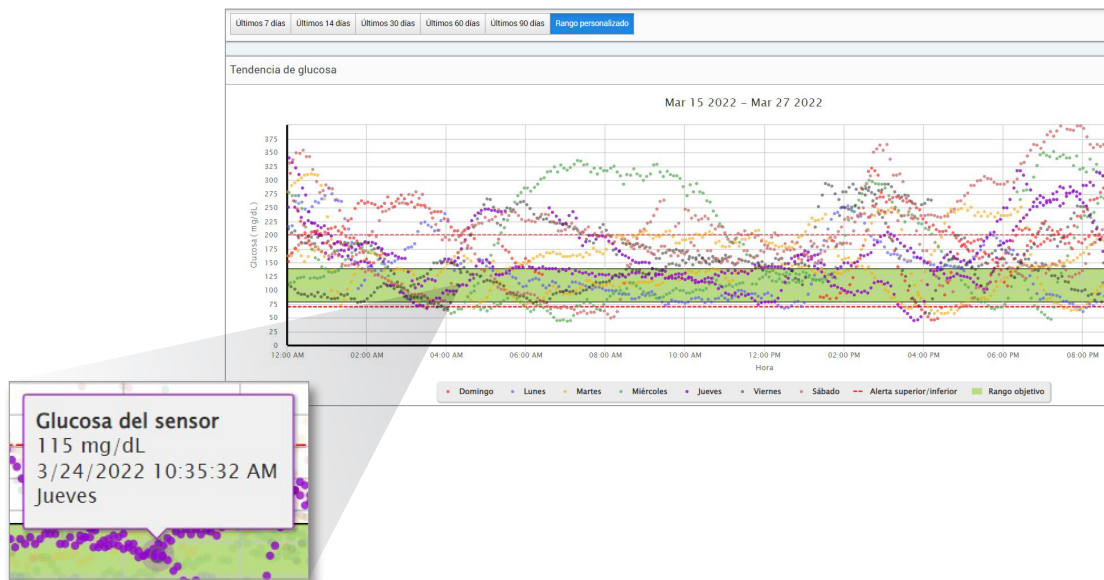 Últimos 7 días Últimos 14 días Últimos 30 días Últimos 60 días Últimos 90 días Rango personalizado
Tendencia de glucosa
Mar 15 2022 – Mar 27 2022
Glucosa ( mg/dL)
375
350
325
300
275
250
225
200
175
150
125
100
75
50
25
0
12:00 AM 02:00 AM 04:00 AM 06:00 AM 08:00 AM 10:00 AM 12:00 PM 02:00 PM 04:00 PM 06:00 PM 08:00 PM
Hora
Domingo Lunes Martes Miércoles Jueves Viernes Sábado Alerta superior/inferior Rango objetivo
Glucosa del sensor
115 mg/dL
3/24/2022 10:35:32 AM
Jueves